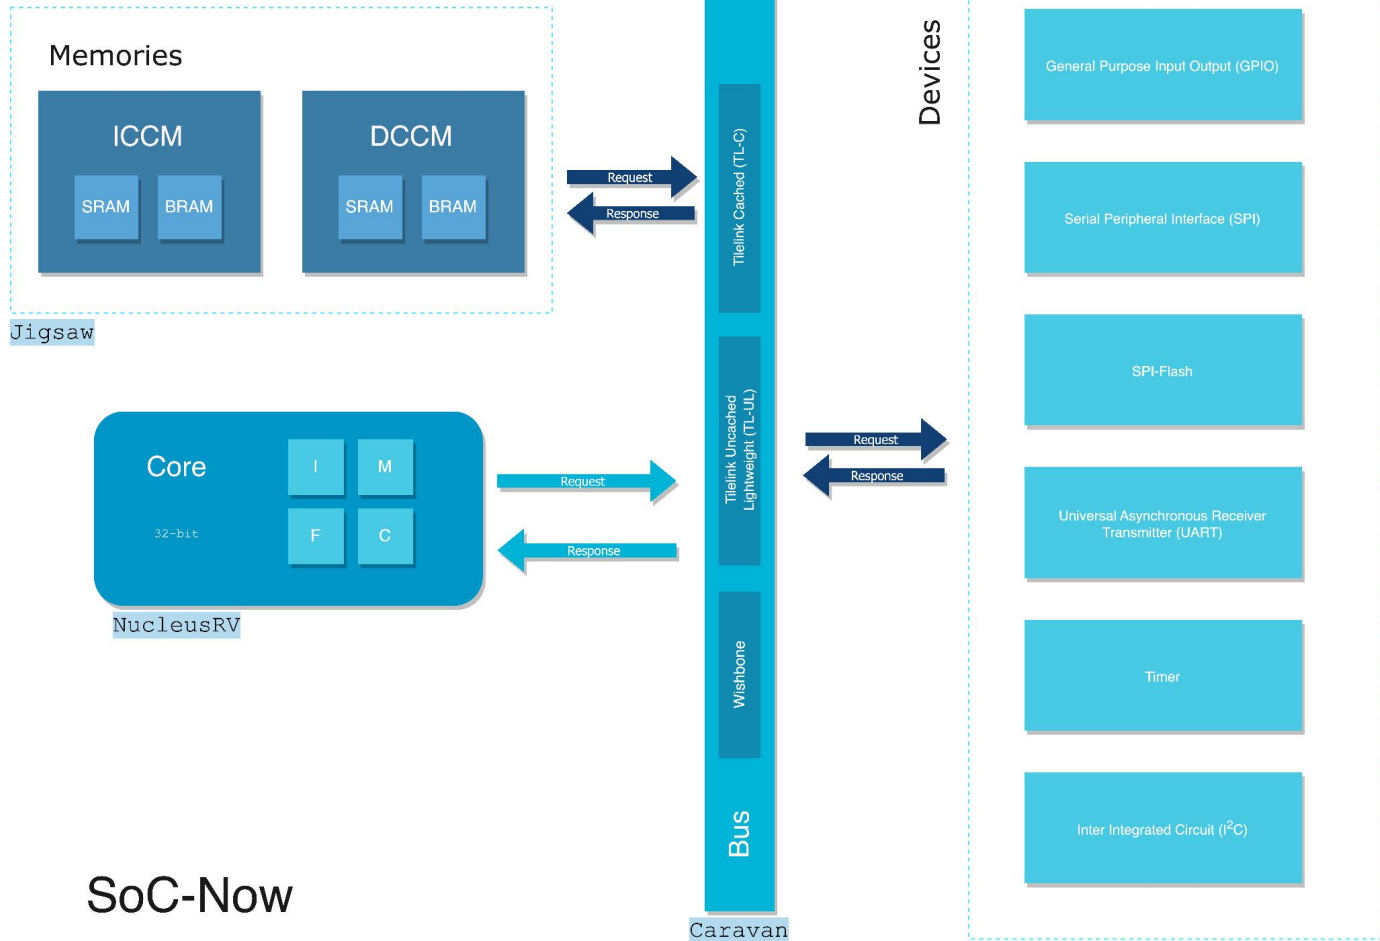 Memories
ICCM
SRAM
BRAM
DCCM
SRAM
BRAM
Jigsaw
Request
Response
Core
32-bit
I
M
F
C
NucleusRV
Request
Response
Tilelink Cached (TL-C)
Tilelink Uncached
Lightweight (TL-UL)
Wishbone
Bus
Caravan
Request
Response
Devices
General Purpose Input Output (GPIO)
Serial Peripheral Interface (SPI)
SPI-Flash
Universal Asynchronous Receiver
Transmitter (UART)
Timer
Inter Integrated Circuit (I²C)
SoC-Now